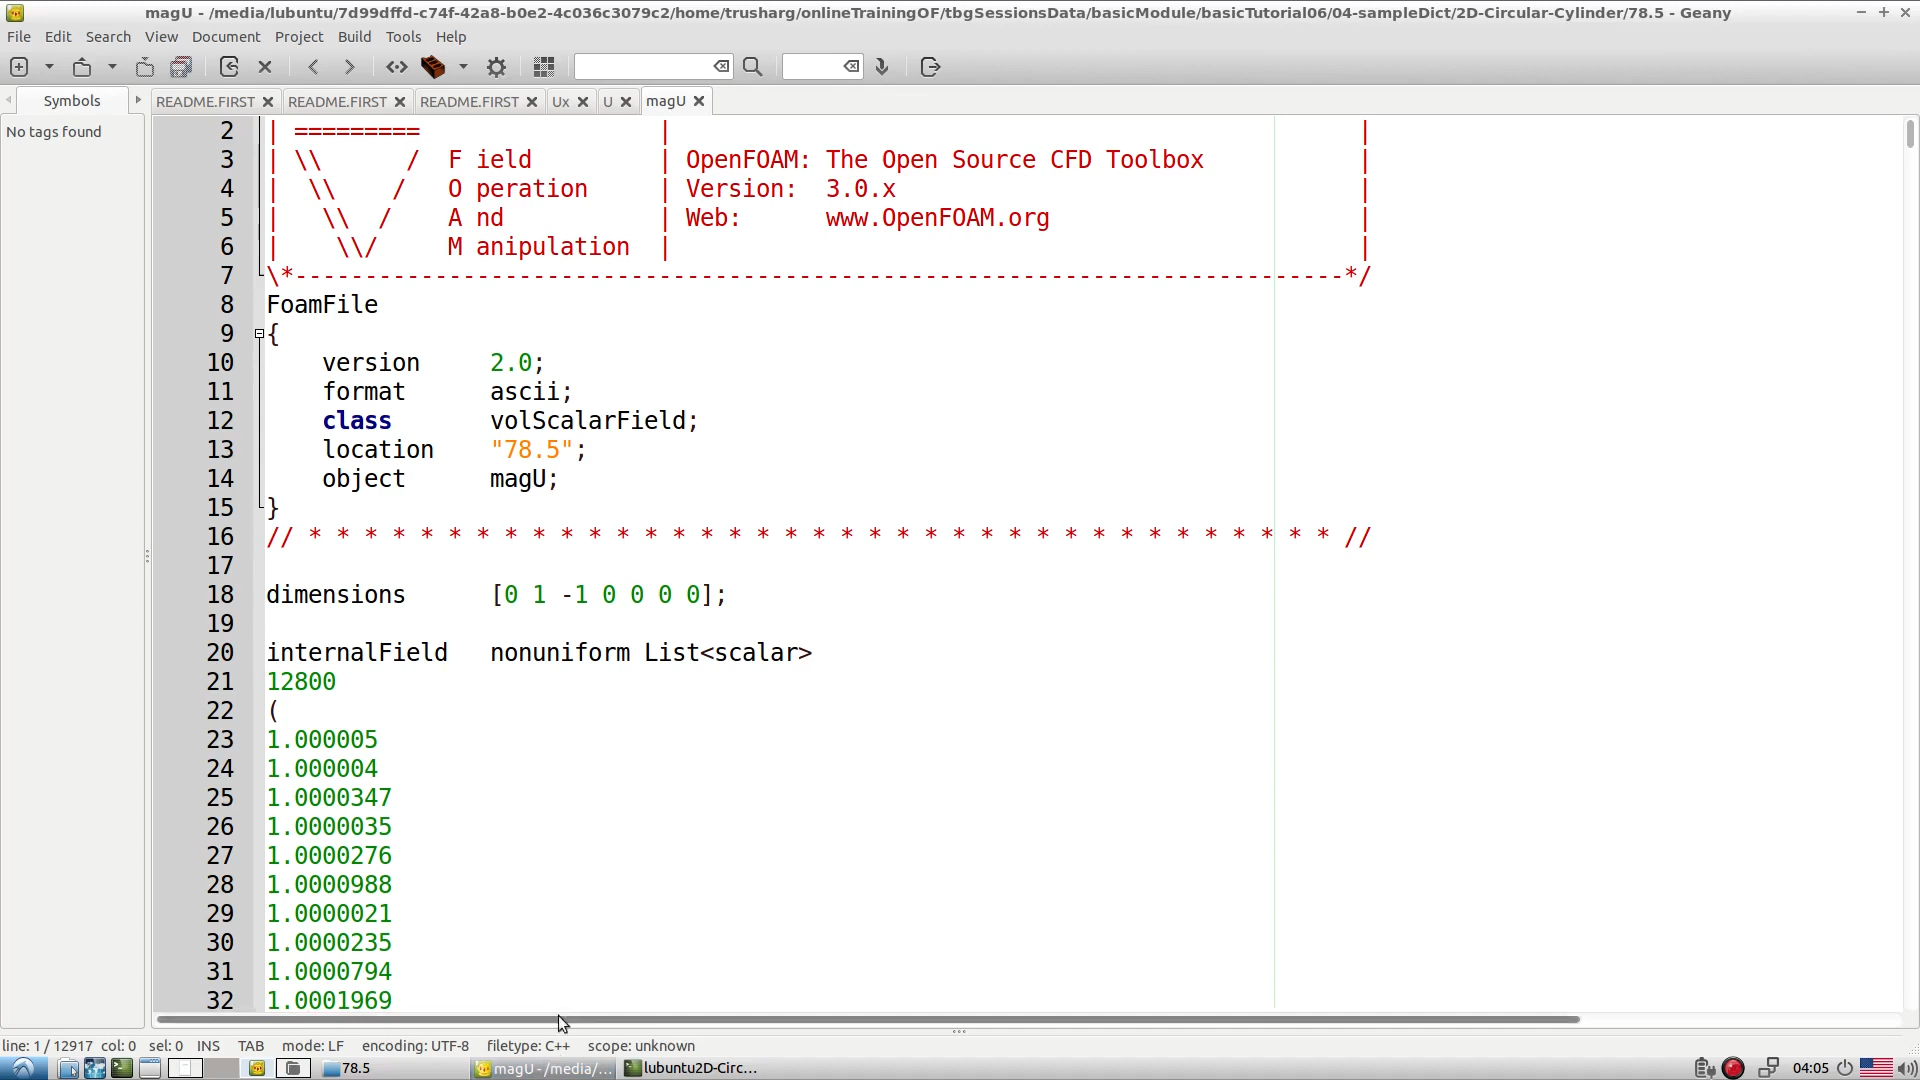 magU - /media/lubuntu/7d99dffd-c74f-42a8-b0e2-4c036c3079c2/home/trusharg/onlineTrainingOF/tbgSessionsData/basicModule/basicTutorial06/04-sampleDict/2D-Circular-Cylinder/78.5 - Geany
File Edit Search View Document Project Build Tools Help
Symbols README.FIRST README.FIRST README.FIRST Ux U magU
No tags found
2 | ========= | |
3 | \\ / F ield | OpenFOAM: The Open Source CFD Toolbox |
4 | \\ / O peration | Version: 3.0.x |
5 | \\ / A nd | Web: www.OpenFOAM.org |
6 | \\/ M anipulation | |
7 \*---------------------------------------------------------------------------*/
8 FoamFile
9 {
10 version 2.0;
11 format ascii;
12 class volScalarField;
13 location "78.5";
14 object magU;
15 }
16 // * * * * * * * * * * * * * * * * * * * * * * * * * * * * * * * * * * * * * //
17
18 dimensions [0 1 -1 0 0 0 0];
19
20 internalField nonuniform List<scalar>
21 12800
22 (
23 1.000005
24 1.000004
25 1.0000347
26 1.0000035
27 1.0000276
28 1.0000988
29 1.0000021
30 1.0000235
31 1.0000794
32 1.0001969
line: 1 / 12917 col: 0 sel: 0 INS TAB mode: LF encoding: UTF-8 filetype: C++ scope: unknown
78.5 magU - /media/... lubuntu2D-Circ... 04:05